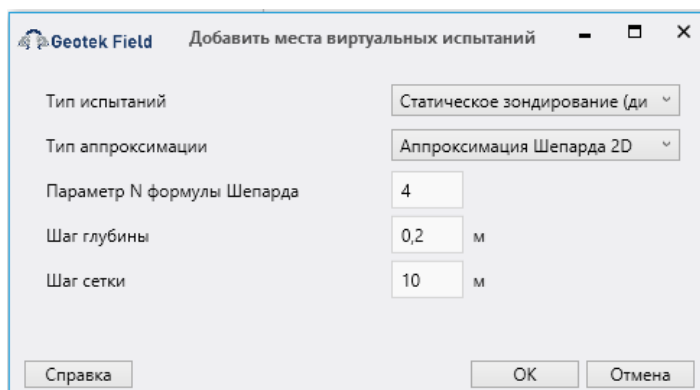 Geotek Field Добавить места виртуальных испытаний
Тип испытаний Статическое зондирование (ди
Тип аппроксимации Аппроксимация Шепарда 2D
Параметр N формулы Шепарда 4
Шаг глубины 0,2 м
Шаг сетки 10 м
Справка OK Отмена